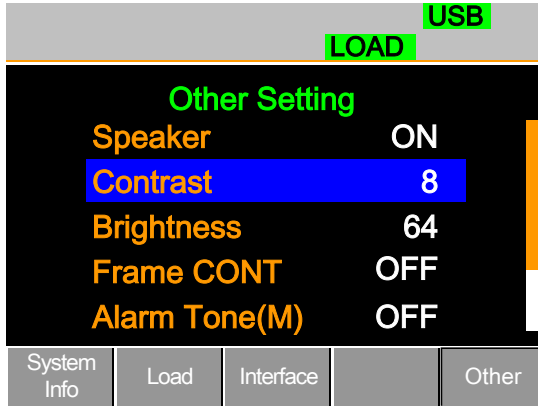 USB
LOAD
Other Setting
Speaker ON
Contrast 8
Brightness 64
Frame CONT OFF
Alarm Tone(M) OFF
System Info Load Interface Other